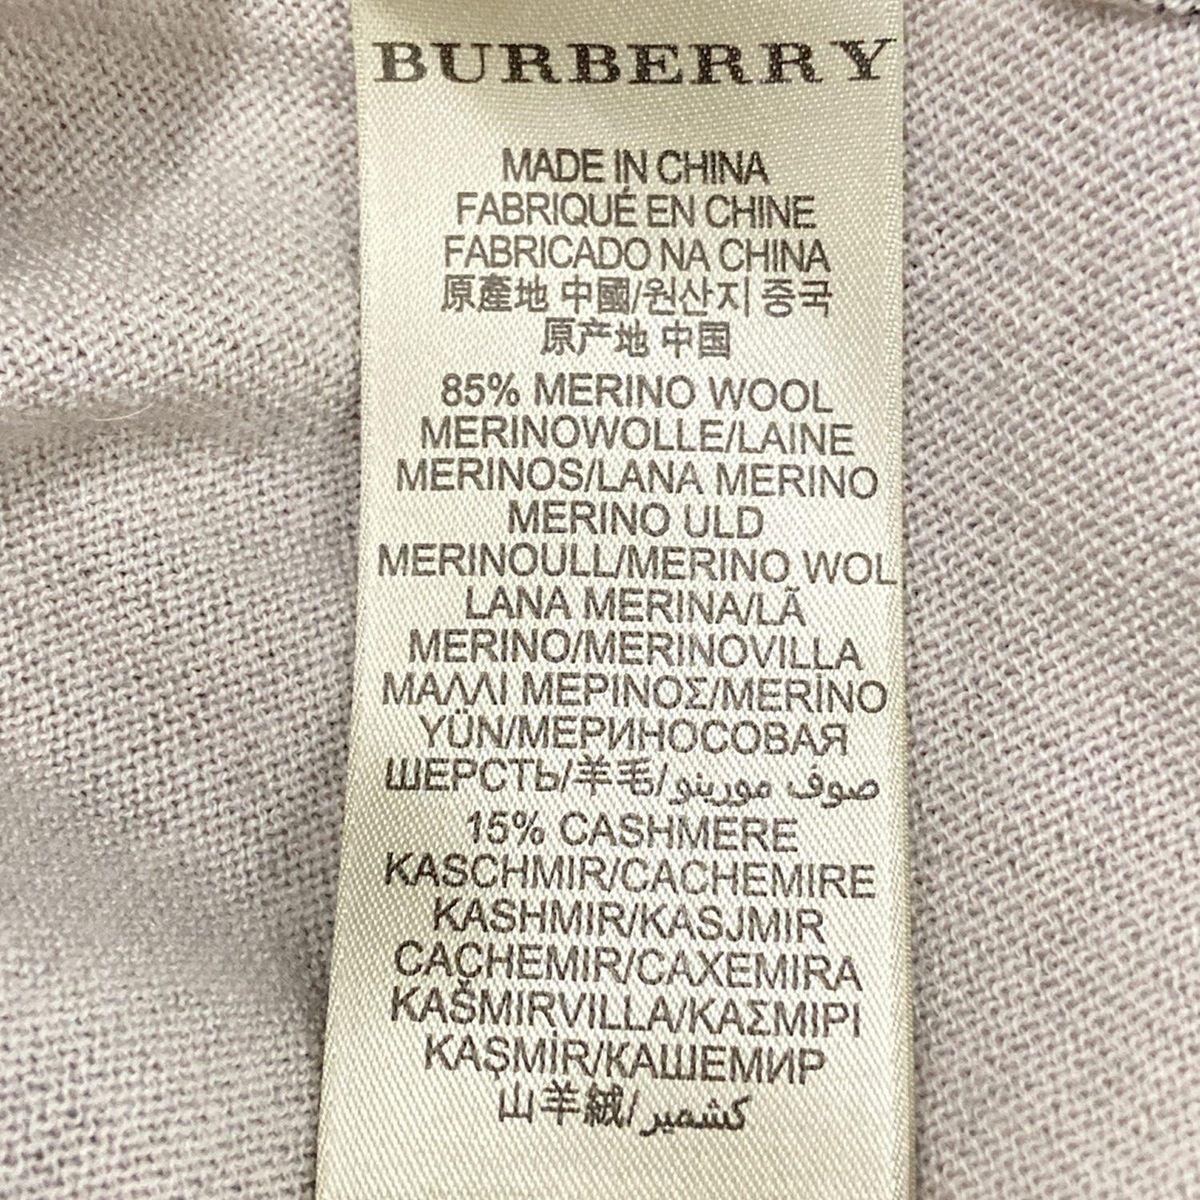 BURBERRY
MADE IN CHINA
FABRIQUÉ EN CHINE
FABRICADO NA CHINA
原產地 中國/원산지 중국
原产地 中国
85% MERINO WOOL
MERINOWOLLE/LAINE
MERINOS/LANA MERINO
MERINO ULD
MERINOULL/MERINO WOL
LANA MERINA/LÃ
MERINO/MERINOVILLA
ΜΑΛΛΙ ΜΕΡΙΝΟΣ/MERİNO
YÜN/МЕРИНОСОВАЯ
ШЕРСТЬ/羊毛/صوف مورينو
15% CASHMERE
KASCHMIR/CACHEMIRE
KASHMIR/KASJMIR
CACHEMIR/CAXEMIRA
KAŠMIRVILLA/ΚΑΣΜΙΡΙ
KAŞMİR/КАШЕМИР
山羊絨/كشمير